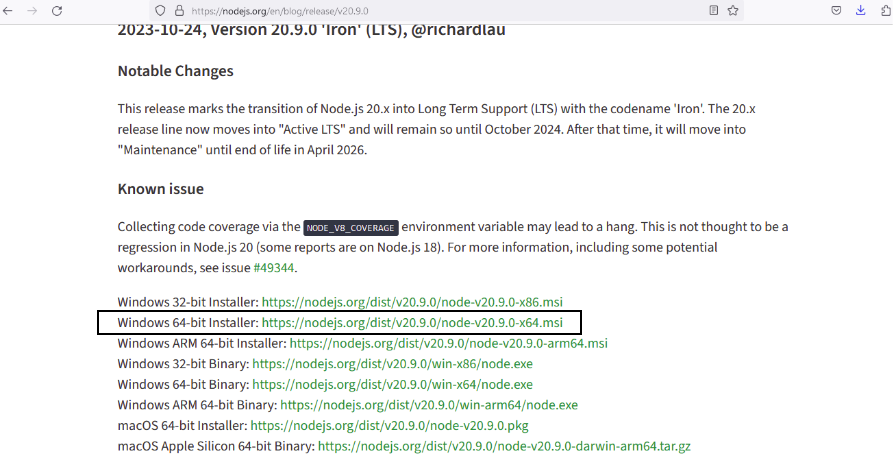 https://nodejs.org/en/blog/release/v20.9.0
2023-10-24, Version 20.9.0 'Iron' (LTS), @richardlau
Notable Changes
This release marks the transition of Node.js 20.x into Long Term Support (LTS) with the codename 'Iron'. The 20.x
release line now moves into "Active LTS" and will remain so until October 2024. After that time, it will move into
"Maintenance" until end of life in April 2026.
Known issue
Collecting code coverage via the NODE_V8_COVERAGE environment variable may lead to a hang. This is not thought to be a
regression in Node.js 20 (some reports are on Node.js 18). For more information, including some potential
workarounds, see issue #49344.
Windows 32-bit Installer: https://nodejs.org/dist/v20.9.0/node-v20.9.0-x86.msi
Windows 64-bit Installer: https://nodejs.org/dist/v20.9.0/node-v20.9.0-x64.msi
Windows ARM 64-bit Installer: https://nodejs.org/dist/v20.9.0/node-v20.9.0-arm64.msi
Windows 32-bit Binary: https://nodejs.org/dist/v20.9.0/win-x86/node.exe
Windows 64-bit Binary: https://nodejs.org/dist/v20.9.0/win-x64/node.exe
Windows ARM 64-bit Binary: https://nodejs.org/dist/v20.9.0/win-arm64/node.exe
macOS 64-bit Installer: https://nodejs.org/dist/v20.9.0/node-v20.9.0.pkg
macOS Apple Silicon 64-bit Binary: https://nodejs.org/dist/v20.9.0/node-v20.9.0-darwin-arm64.tar.gz